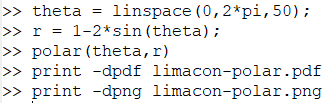 >> theta = linspace(0,2*pi,50);
>> r = 1-2*sin(theta);
>> polar(theta,r)
>> print -dpdf limacon-polar.pdf
>> print -dpng limacon-polar.png